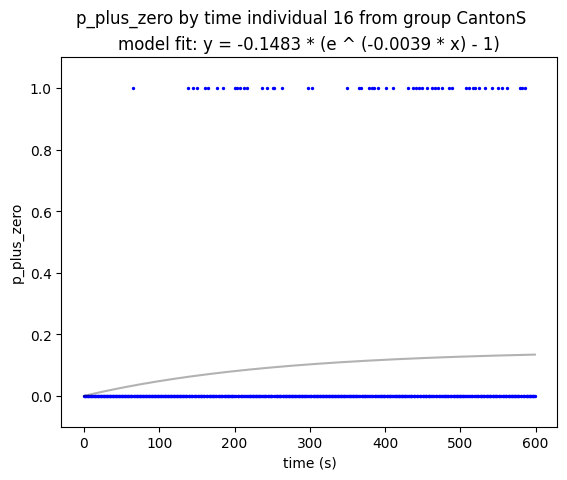 p_plus_zero by time individual 16 from group CantonS
model fit: y = -0.1483 * (e ^ (-0.0039 * x) - 1)
1.0
0.8
0.6
0.4
0.2
0.0
p_plus_zero
0 100 200 300 400 500 600
time (s)